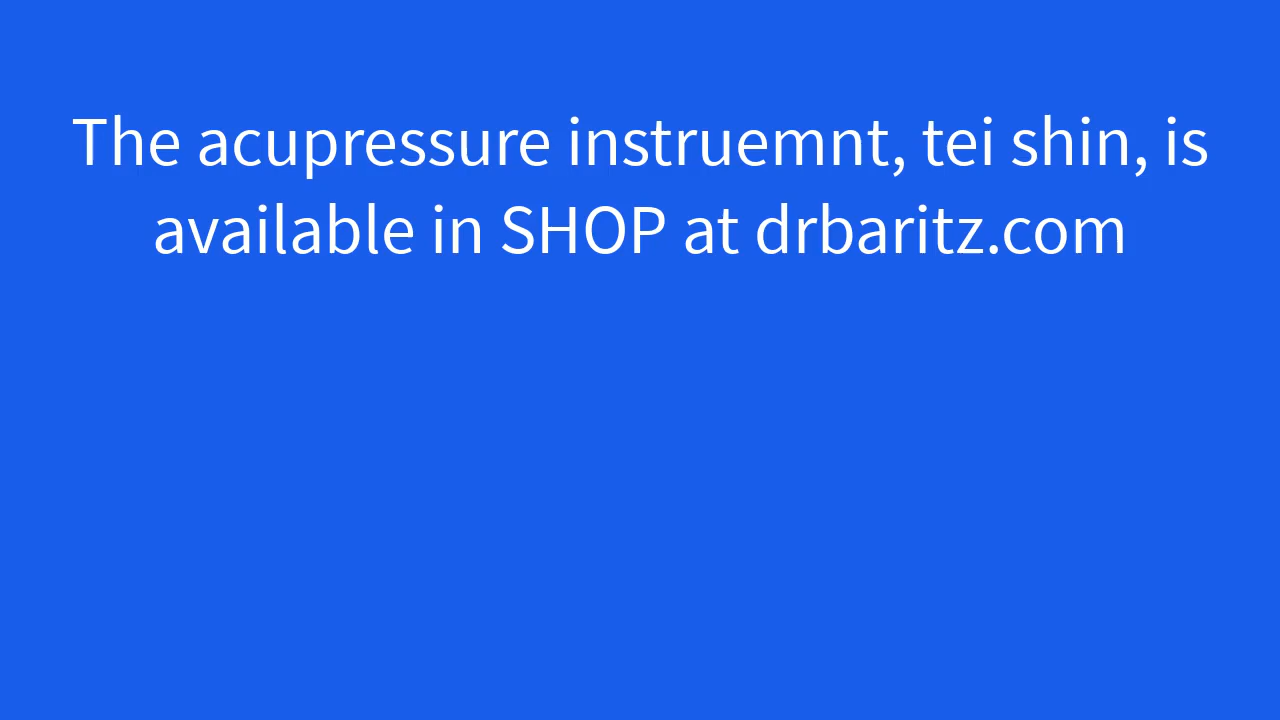 The acupressure instruemnt, tei shin, is
available in SHOP at drbaritz.com